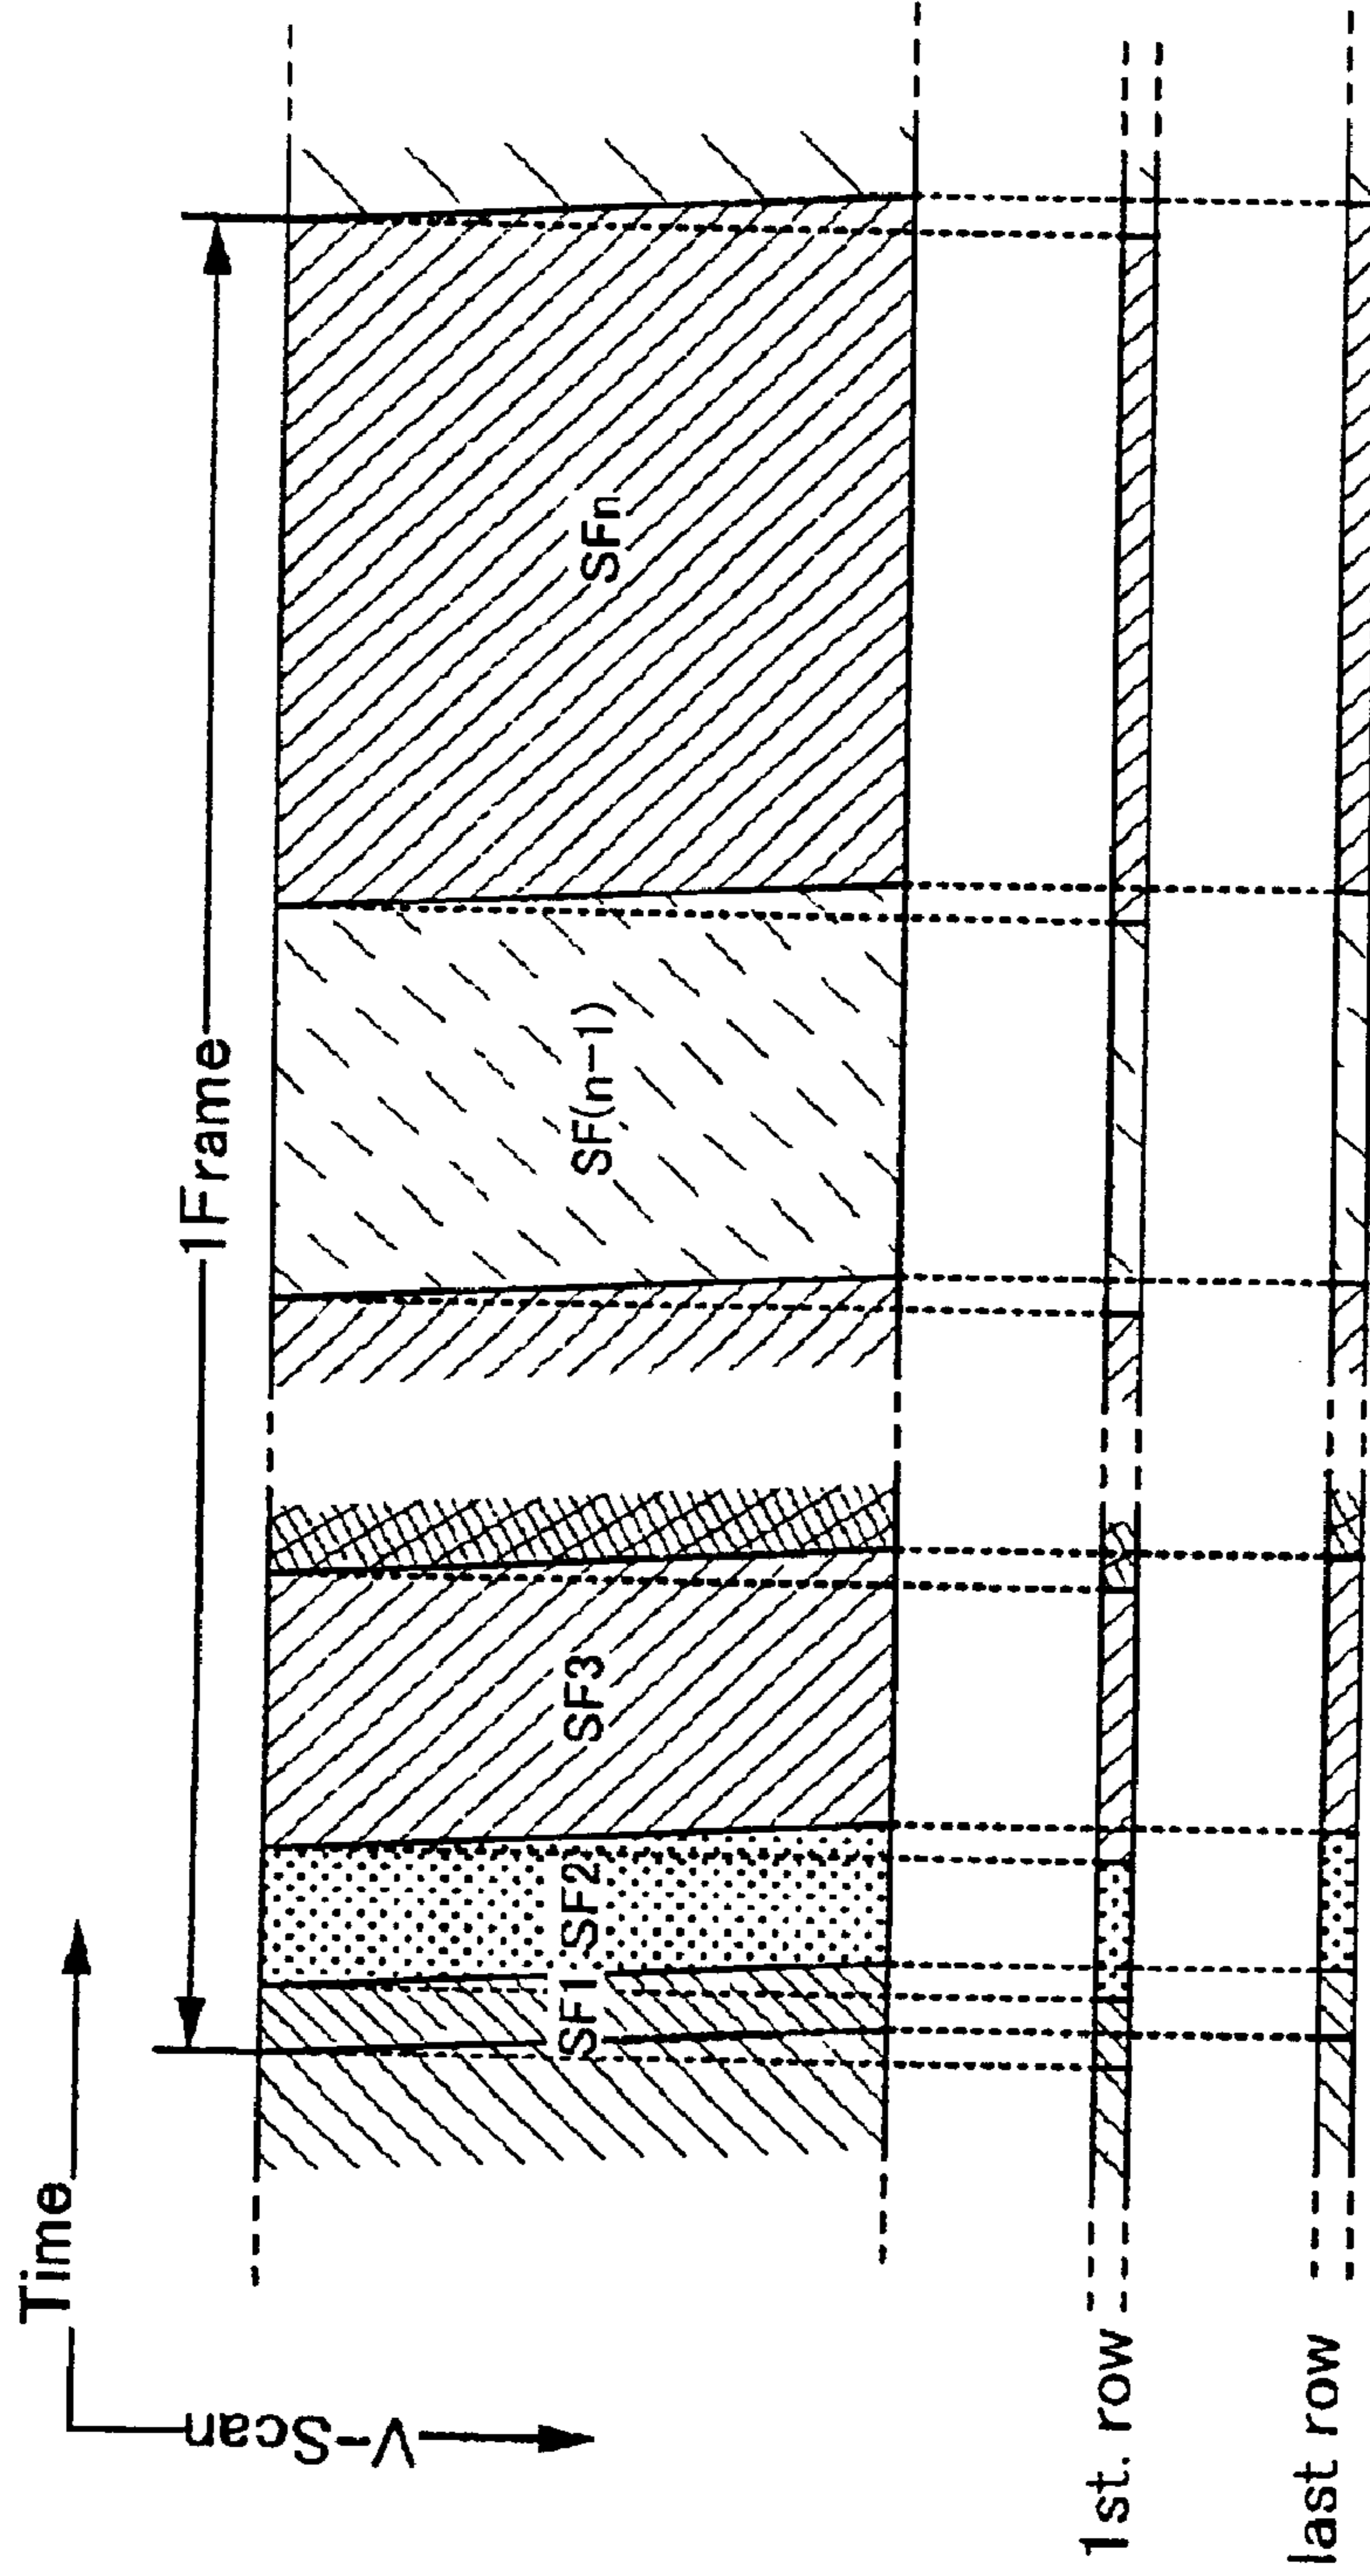 Time
V-Scan
1Frame
SF1
SF2
SF3
SF(n-1)
SFn
1st. row
last row